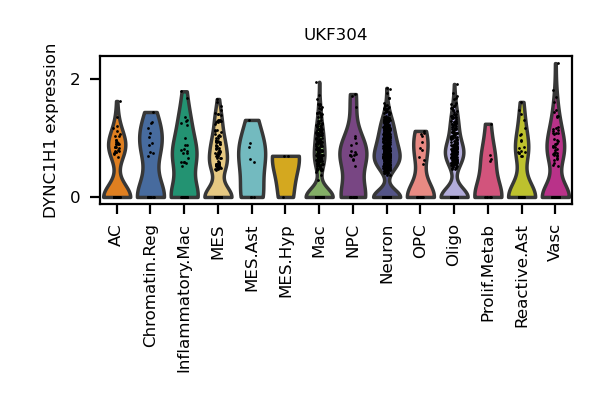 UKF304
DYNC1H1 expression
2
0
AC
Chromatin.Reg
Inflammatory.Mac
MES
MES.Ast
MES.Hyp
Mac
NPC
Neuron
OPC
Oligo
Prolif.Metab
Reactive.Ast
Vasc